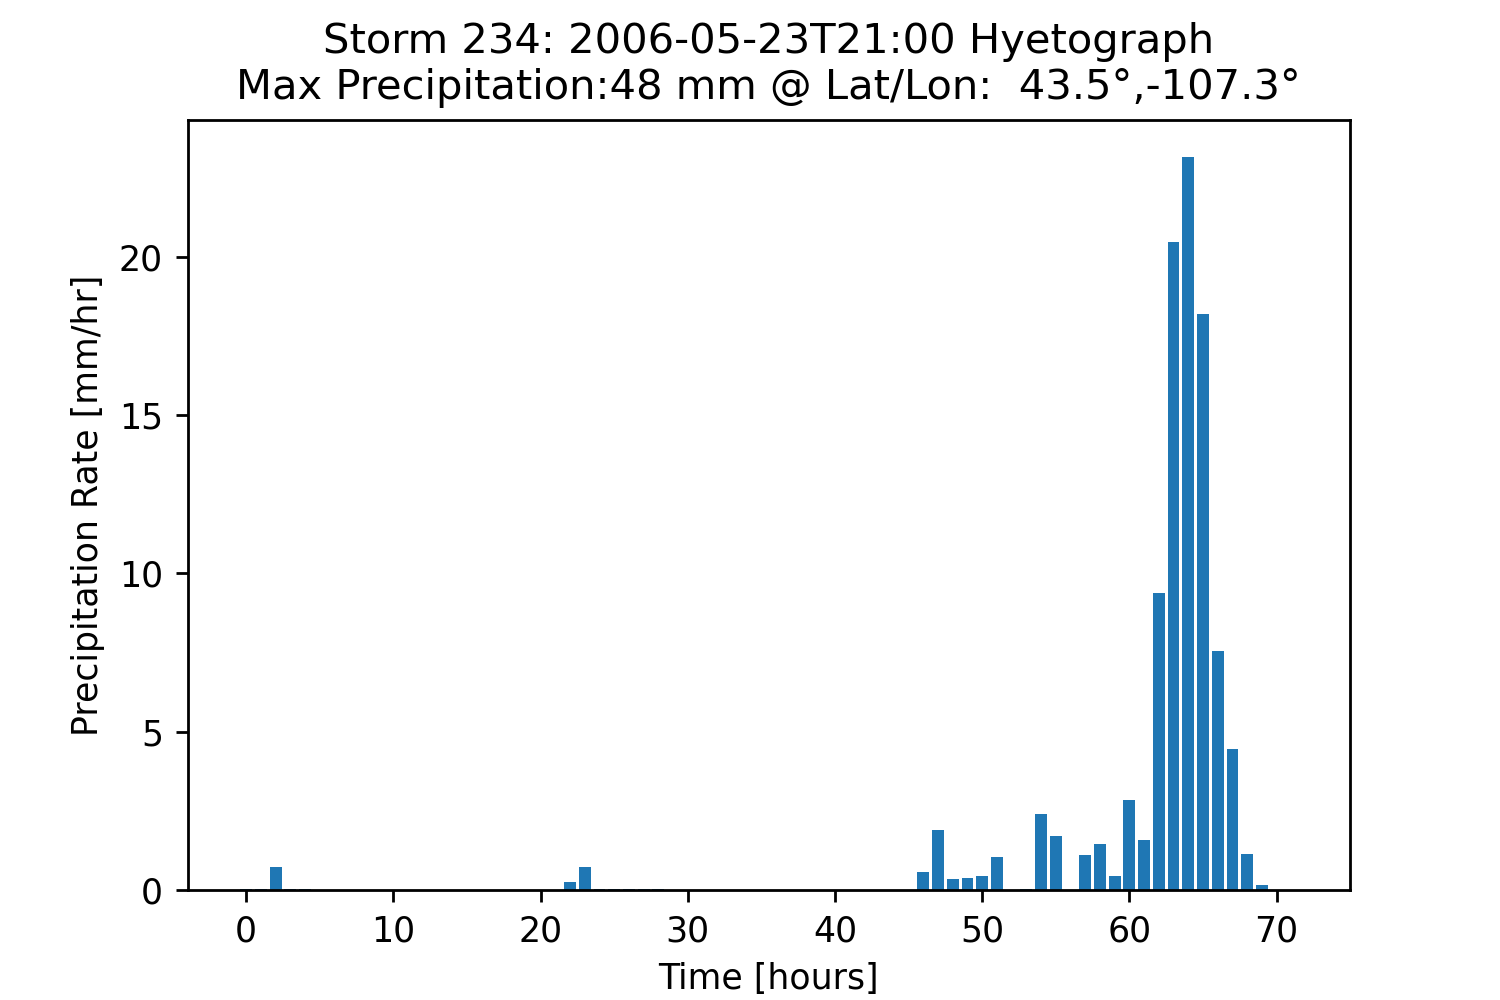 Storm 234: 2006-05-23T21:00 Hyetograph
Max Precipitation:48 mm @ Lat/Lon:  43.5°,-107.3°
Precipitation Rate [mm/hr]
20
15
10
5
0
0 10 20 30 40 50 60 70
Time [hours]